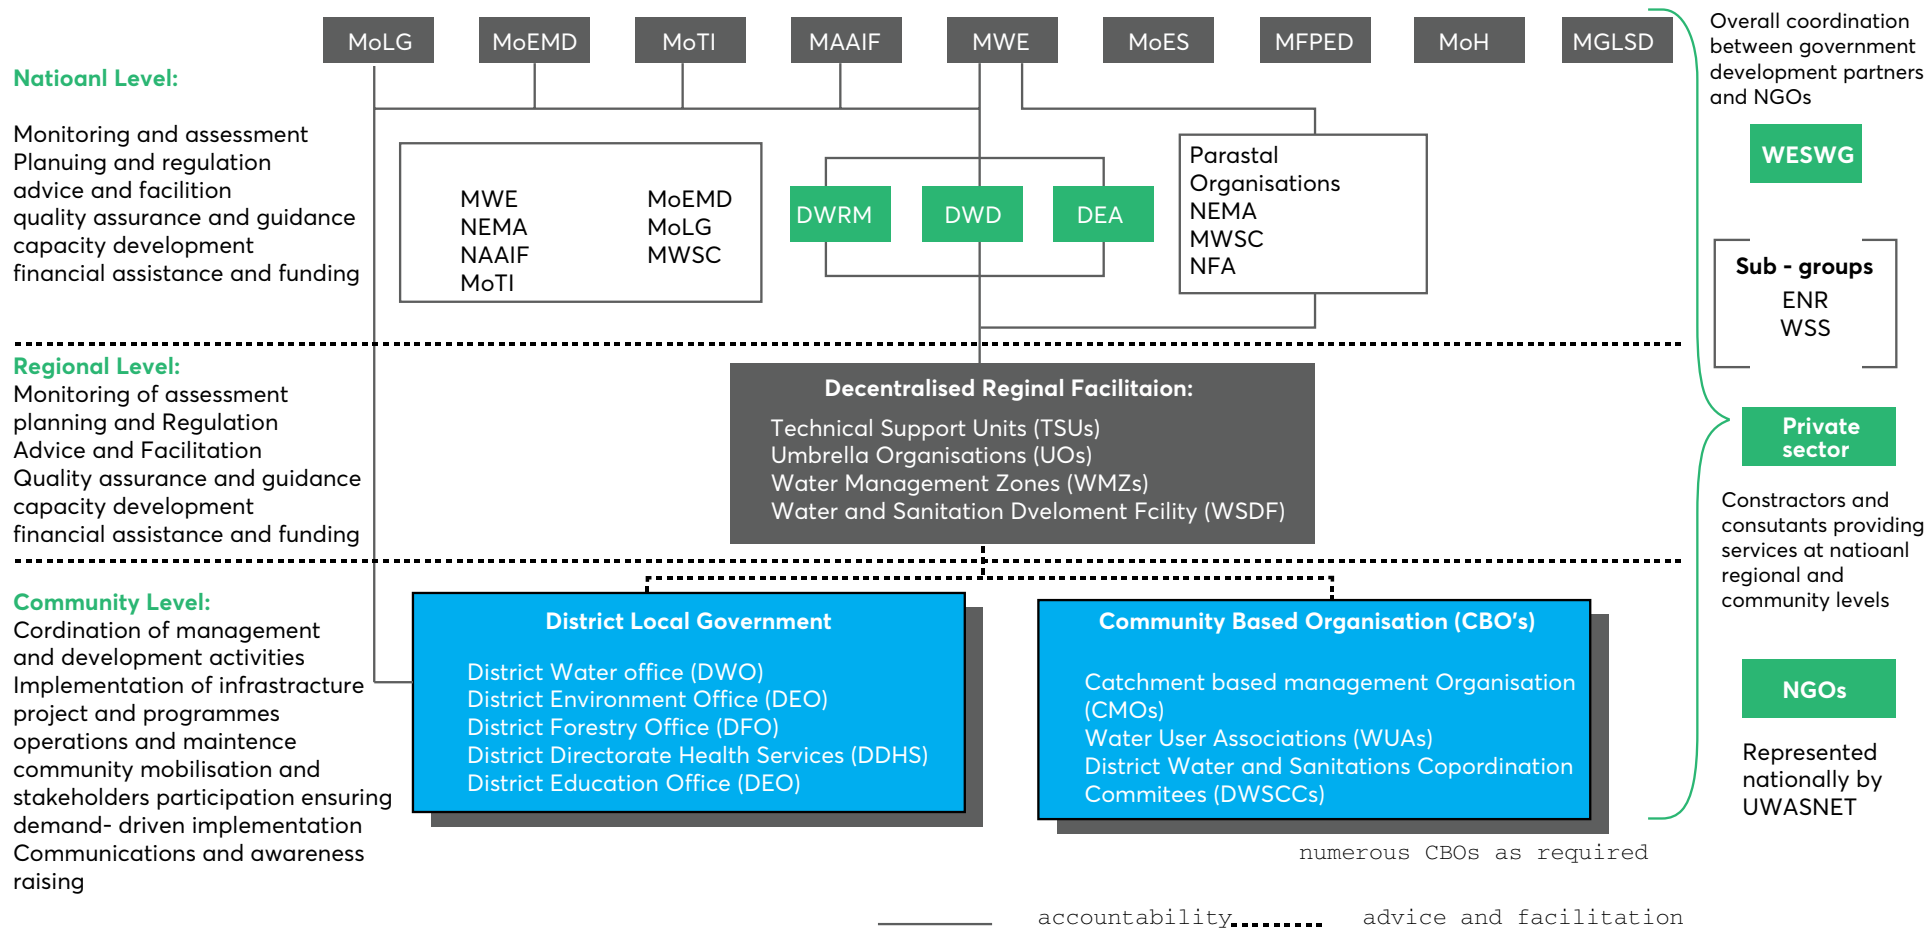 MoLG
MoEMD
MoTI
MAAIF
MWE
MoES
MFPED
MoH
MGLSD
Natioanl Level:
Monitoring and assessment
Planuing and regulation
advice and facilition
quality assurance and guidance
capacity development
financial assistance and funding
MWE
NEMA
NAAIF
MoTI
MoEMD
MoLG
MWSC
DWRM
DWD
DEA
Parastal
Organisations
NEMA
MWSC
NFA
Regional Level:
Monitoring of assessment
planning and Regulation
Advice and Facilitation
Quality assurance and guidance
capacity development
financial assistance and funding
Decentralised Reginal Facilitaion:
Technical Support Units (TSUs)
Umbrella Organisations (UOs)
Water Management Zones (WMZs)
Water and Sanitation Dveloment Fcility (WSDF)
Community Level:
Cordination of management
and development activities
Implementation of infrastracture
project and programmes
operations and maintence
community mobilisation and
stakeholders participation ensuring
demand- driven implementation
Communications and awareness
raising
District Local Government
District Water office (DWO)
District Environment Office (DEO)
District Forestry Office (DFO)
District Directorate Health Services (DDHS)
District Education Office (DEO)
Community Based Organisation (CBO's)
Catchment based management Organisation
(CMOs)
Water User Associations (WUAs)
District Water and Sanitations Copordination
Commitees (DWSCCs)
numerous CBOs as required
accountability
advice and facilitation
Overall coordination
between government
development partners
and NGOs
WESWG
Sub - groups
ENR
WSS
Private
sector
Constractors and
consutants providing
services at natioanl
regional and
community levels
NGOs
Represented
nationally by
UWASNET